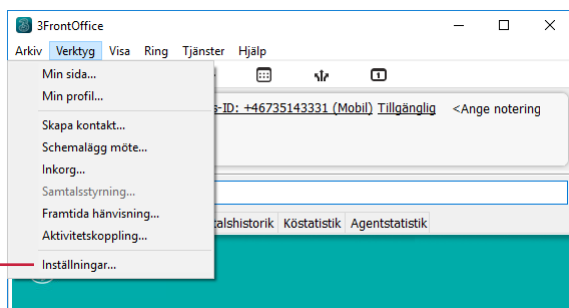 3FrontOffice
Arkiv Verktyg Visa Ring Tjänster Hjälp
Min sida...
Min profil...
Skapa kontakt...
Schemalägg möte...
Inkorg...
Samtalsstyrning...
Framtida hänvisning...
Aktivitetskoppling...
Inställningar...
s-ID: +46735143331 (Mobil) Tillgänglig <Ange notering
talshistorik Köstatistik Agentstatistik